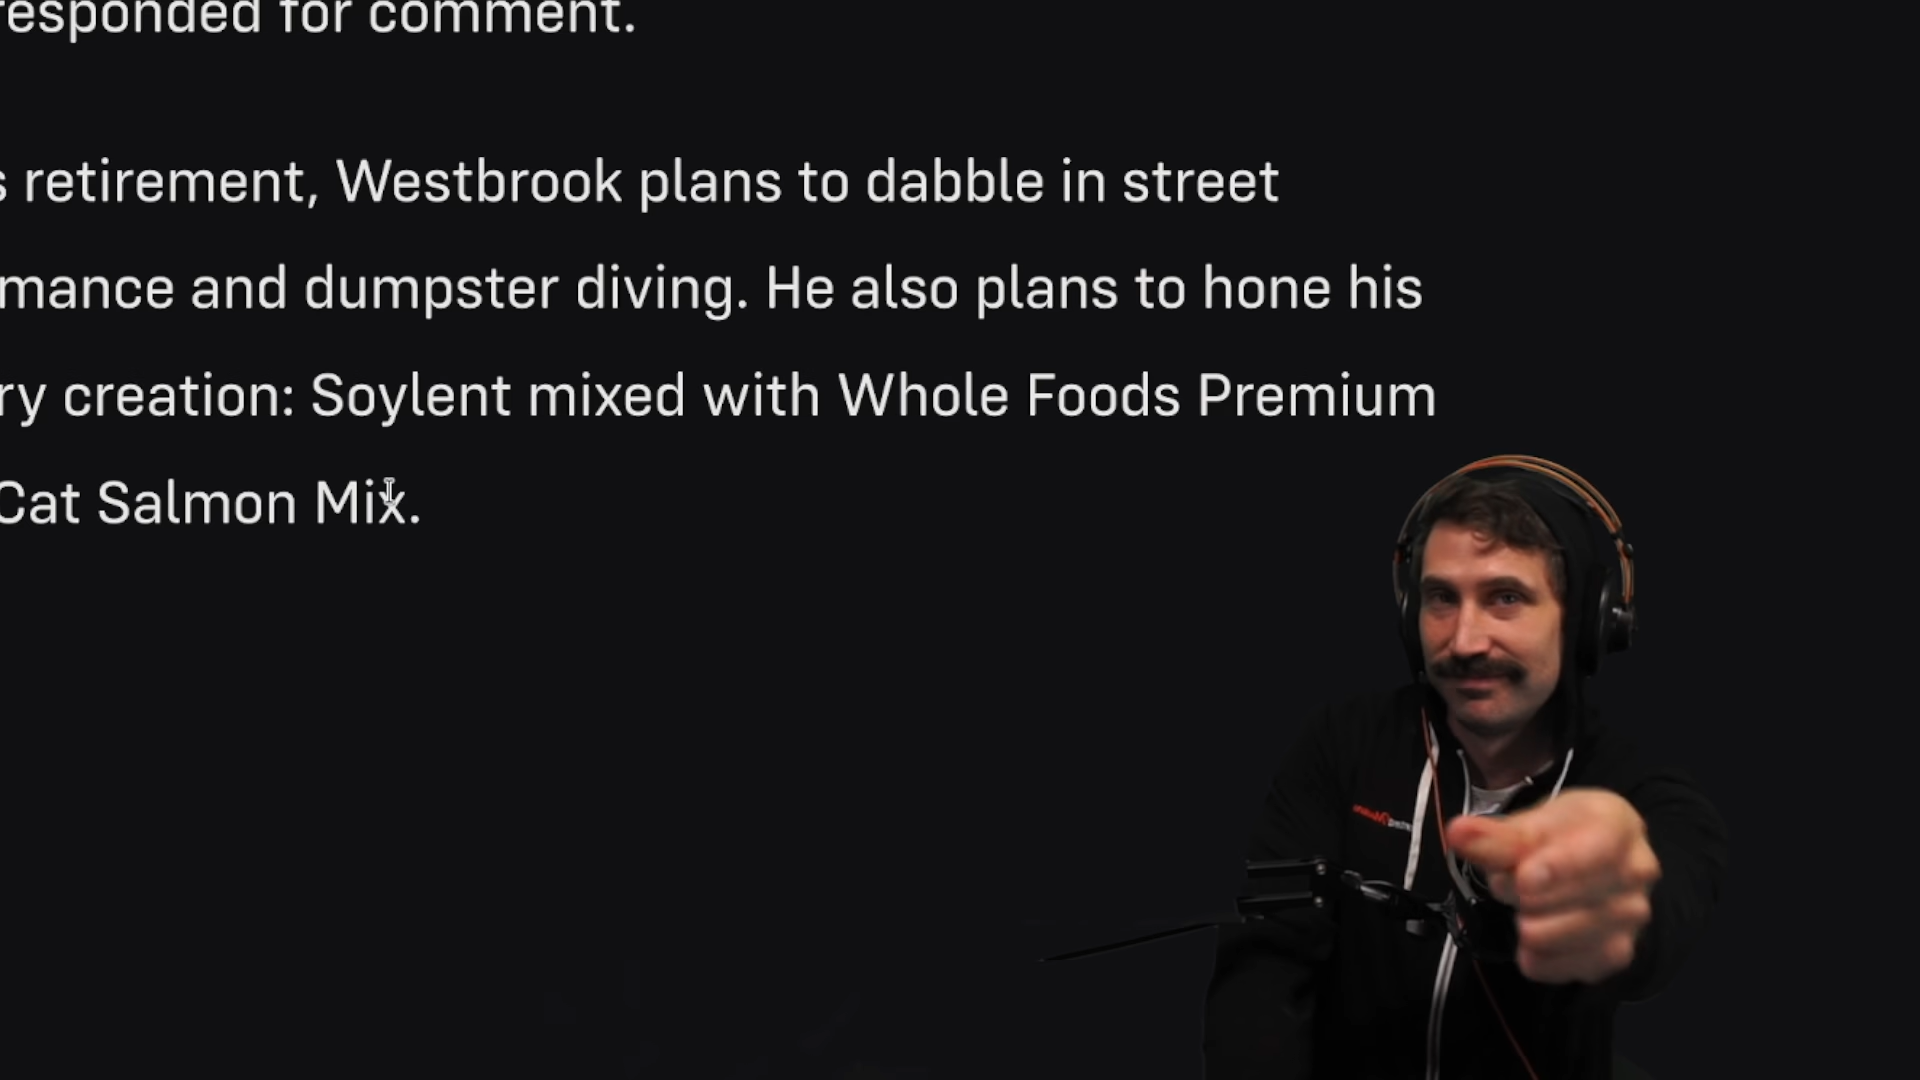 responded for comment.
s retirement, Westbrook plans to dabble in street
mance and dumpster diving. He also plans to hone his
ry creation: Soylent mixed with Whole Foods Premium
Cat Salmon Mix.